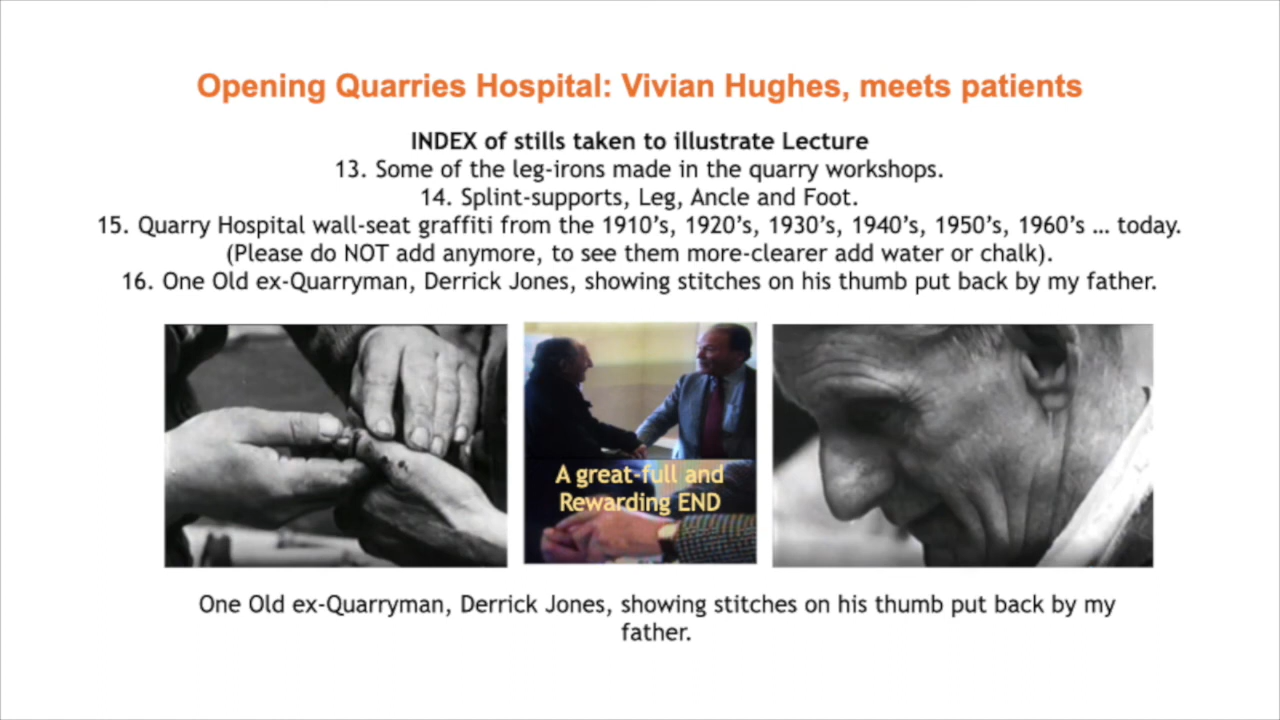 Opening Quarries Hospital: Vivian Hughes, meets patients
INDEX of stills taken to illustrate Lecture
13. Some of the leg-irons made in the quarry workshops.
14. Splint-supports, Leg, Ancle and Foot.
15. Quarry Hospital wall-seat graffiti from the 1910’s, 1920’s, 1930’s, 1940’s, 1950’s, 1960’s … today.
(Please do NOT add anymore, to see them more-clearer add water or chalk).
16. One Old ex-Quarryman, Derrick Jones, showing stitches on his thumb put back by my father.
A great-full and
Rewarding END
One Old ex-Quarryman, Derrick Jones, showing stitches on his thumb put back by my
father.